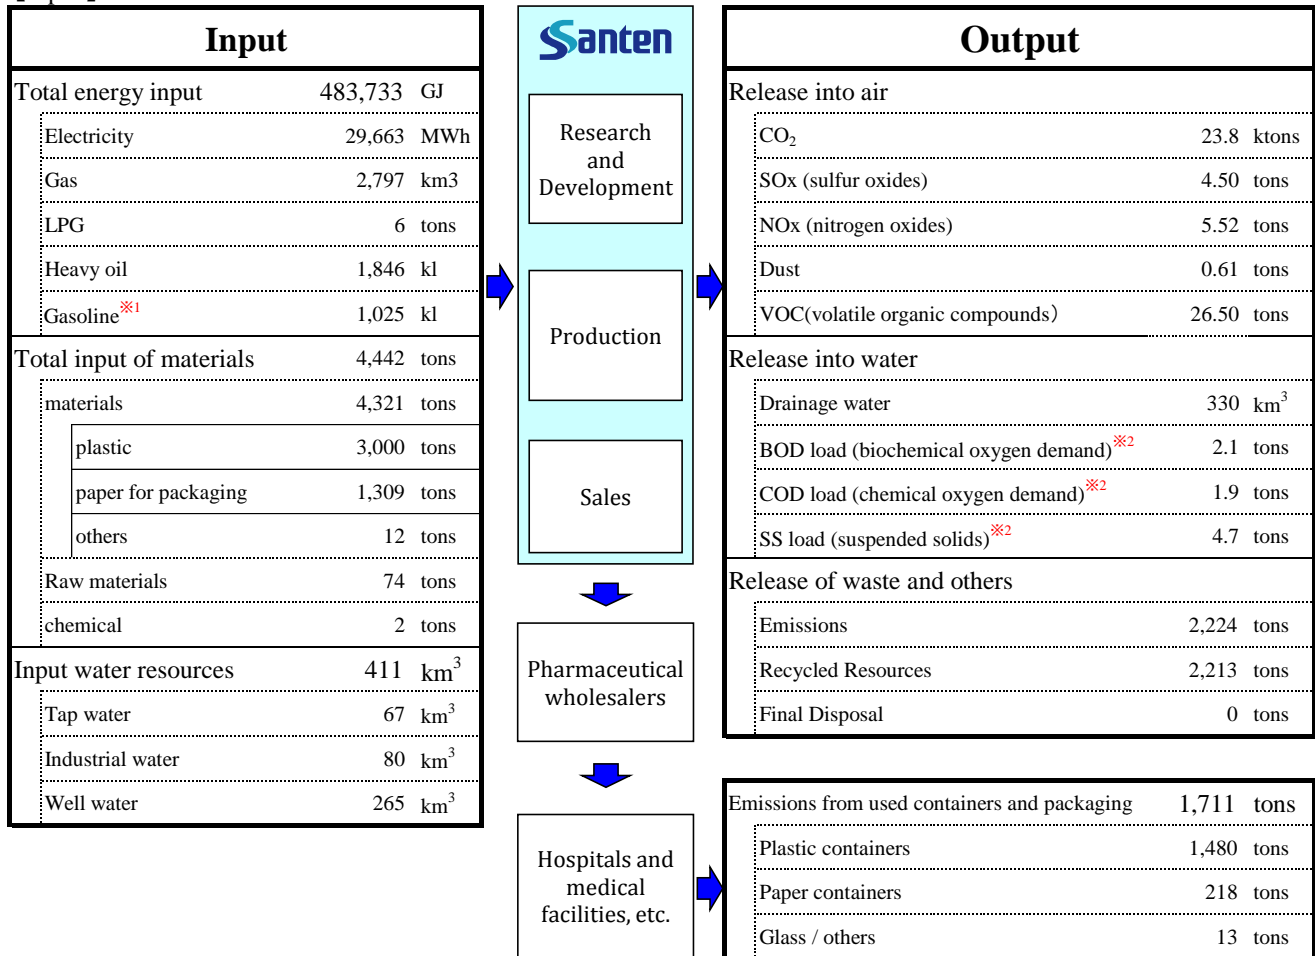 Input
Total energy input 483,733 GJ
Electricity 29,663 MWh
Gas 2,797 km3
LPG 6 tons
Heavy oil 1,846 kl
Gasoline※1 1,025 kl
Total input of materials 4,442 tons
materials 4,321 tons
plastic 3,000 tons
paper for packaging 1,309 tons
others 12 tons
Raw materials 74 tons
chemical 2 tons
Input water resources 411 km³
Tap water 67 km³
Industrial water 80 km³
Well water 265 km³
Santen
Research
and
Development
Production
Sales
Pharmaceutical
wholesalers
Hospitals and
medical
facilities, etc.
Output
Release into air
CO₂ 23.8 ktons
SOx (sulfur oxides) 4.50 tons
NOx (nitrogen oxides) 5.52 tons
Dust 0.61 tons
VOC(volatile organic compounds） 26.50 tons
Release into water
Drainage water 330 km³
BOD load (biochemical oxygen demand)※2 2.1 tons
COD load (chemical oxygen demand)※2 1.9 tons
SS load (suspended solids)※2 4.7 tons
Release of waste and others
Emissions 2,224 tons
Recycled Resources 2,213 tons
Final Disposal 0 tons
Emissions from used containers and packaging 1,711 tons
Plastic containers 1,480 tons
Paper containers 218 tons
Glass / others 13 tons